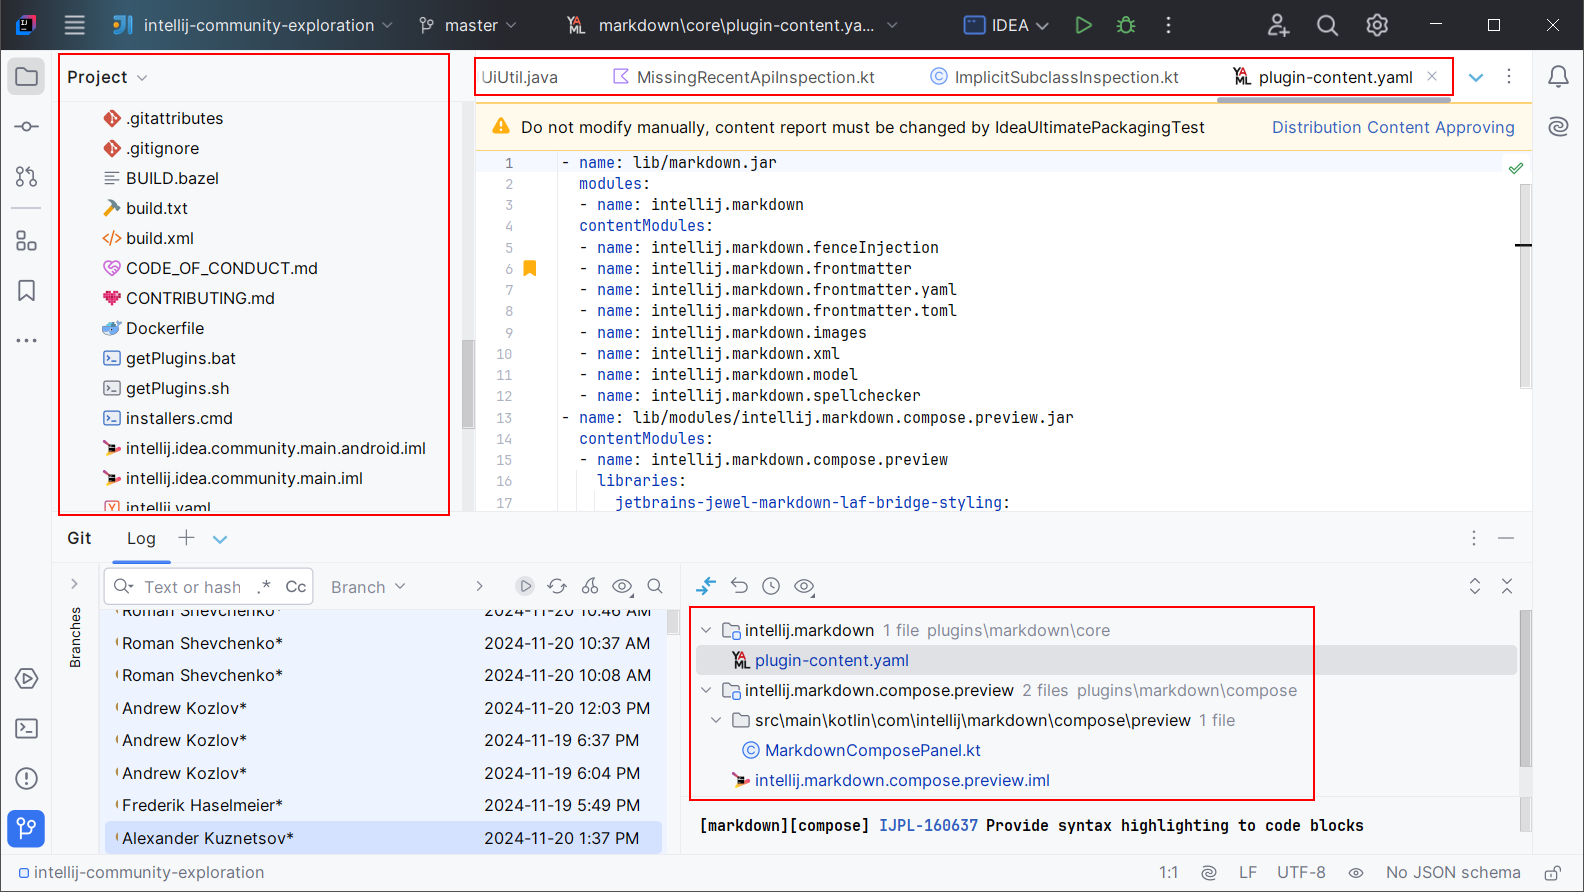 intellij-community-exploration
master
markdown\core\plugin-content.ya...
IDEA
Project
.gitattributes
.gitignore
BUILD.bazel
build.txt
build.xml
CODE_OF_CONDUCT.md
CONTRIBUTING.md
Dockerfile
getPlugins.bat
getPlugins.sh
installers.cmd
intellij.idea.community.main.android.iml
intellij.idea.community.main.iml
intellij.yaml
UiUtil.java
MissingRecentApiInspection.kt
ImplicitSubclassInspection.kt
plugin-content.yaml
Do not modify manually, content report must be changed by IdeaUltimatePackagingTest
Distribution Content Approving
1 - name: lib/markdown.jar
2 modules:
3 - name: intellij.markdown
4 contentModules:
5 - name: intellij.markdown.fenceInjection
6 - name: intellij.markdown.frontmatter
7 - name: intellij.markdown.frontmatter.yaml
8 - name: intellij.markdown.frontmatter.toml
9 - name: intellij.markdown.images
10 - name: intellij.markdown.xml
11 - name: intellij.markdown.model
12 - name: intellij.markdown.spellchecker
13 - name: lib/modules/intellij.markdown.compose.preview.jar
14 contentModules:
15 - name: intellij.markdown.compose.preview
16 libraries:
17 jetbrains-jewel-markdown-laf-bridge-styling:
Git
Log
Branches
Text or hash
.*
Cc
Branch
Roman Shevchenko* 2024-11-20 10:46 AM
Roman Shevchenko* 2024-11-20 10:37 AM
Roman Shevchenko* 2024-11-20 10:08 AM
Andrew Kozlov* 2024-11-20 12:03 PM
Andrew Kozlov* 2024-11-19 6:37 PM
Andrew Kozlov* 2024-11-19 6:04 PM
Frederik Haselmeier* 2024-11-19 5:49 PM
Alexander Kuznetsov* 2024-11-20 1:37 PM
intellij.markdown 1 file plugins\markdown\core
plugin-content.yaml
intellij.markdown.compose.preview 2 files plugins\markdown\compose
src\main\kotlin\com\intellij\markdown\compose\preview 1 file
MarkdownComposePanel.kt
intellij.markdown.compose.preview.iml
[markdown][compose] IJPL-160637 Provide syntax highlighting to code blocks
intellij-community-exploration
1:1
LF
UTF-8
No JSON schema